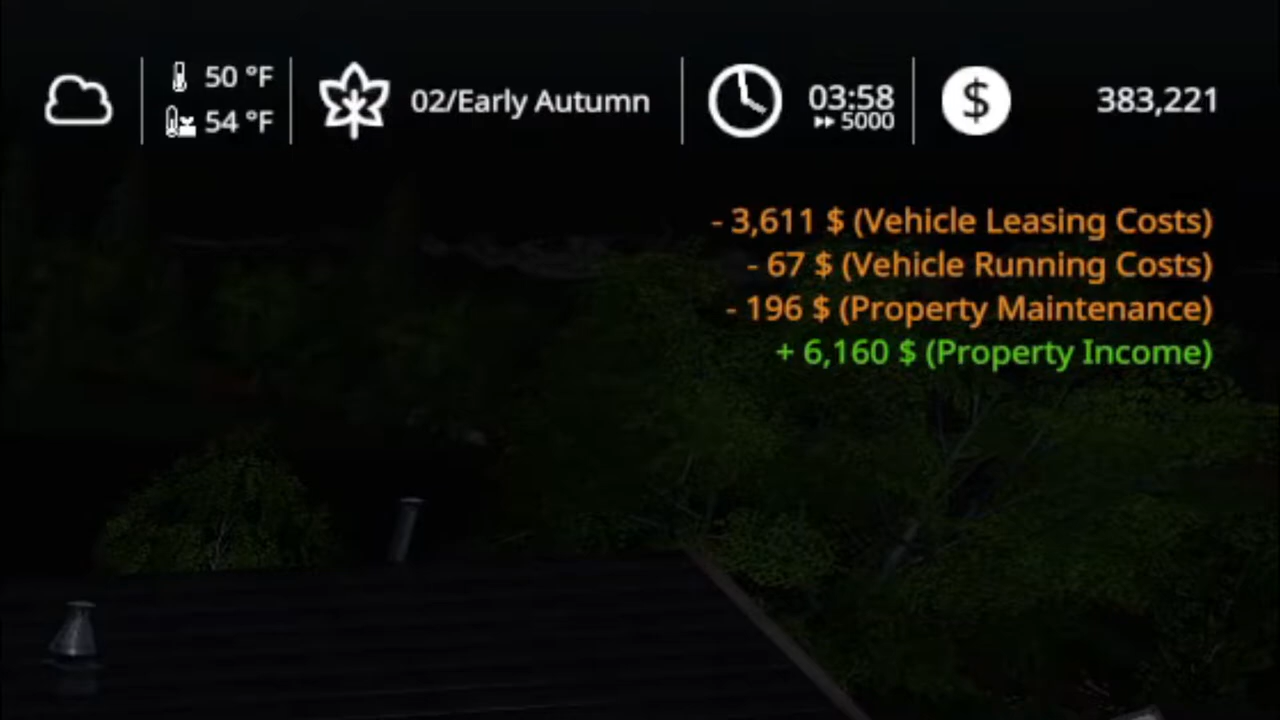 50 °F
54 °F
02/Early Autumn
03:58
5000
$
383,221
- 3,611 $ (Vehicle Leasing Costs)
- 67 $ (Vehicle Running Costs)
- 196 $ (Property Maintenance)
+ 6,160 $ (Property Income)